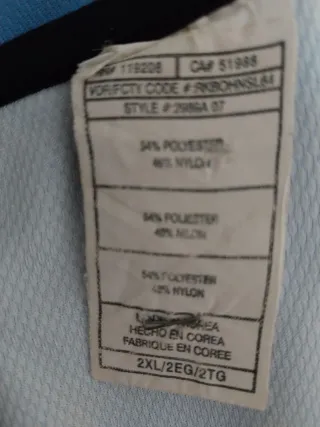 119208 CA# 51988
VDR/FCTY CODE #:RKBOHNSL84
STYLE #:2989A 07
54% POLYESTER
46% NYLON
54% POLYESTER
46% NYLON
54% POLYESTER
46% NYLON
HECHO EN COREA
FABRIQUE EN COREE
2XL/2EG/2TG